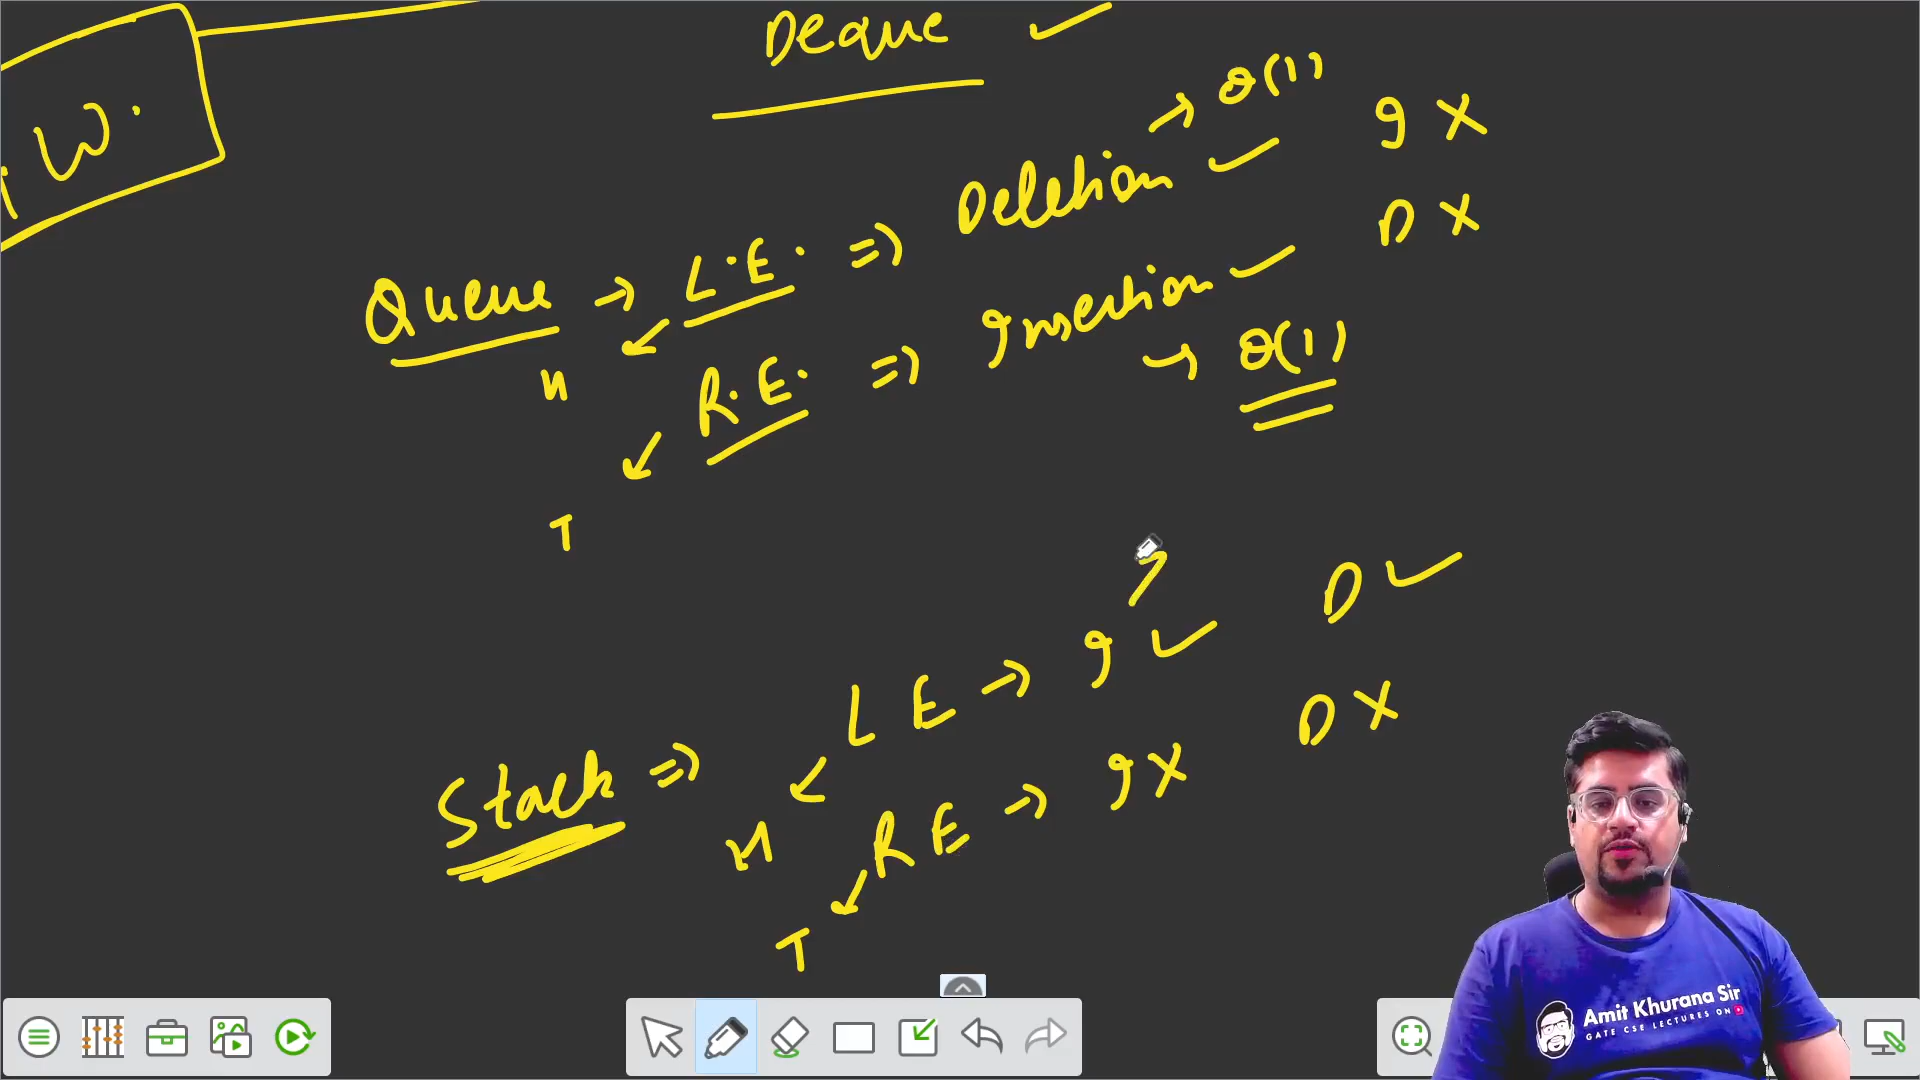 Deque ✓
W.
→ O(1)
Queue → L.E. => Deletion ✓ I X
D X
H
R.E. => Insertion ✓
→ O(1)
T
Stack => L E → I ✓ D ✓
H
R E → I X D X
T
Amit Khurana Sir
GATE CSE LECTURES ON